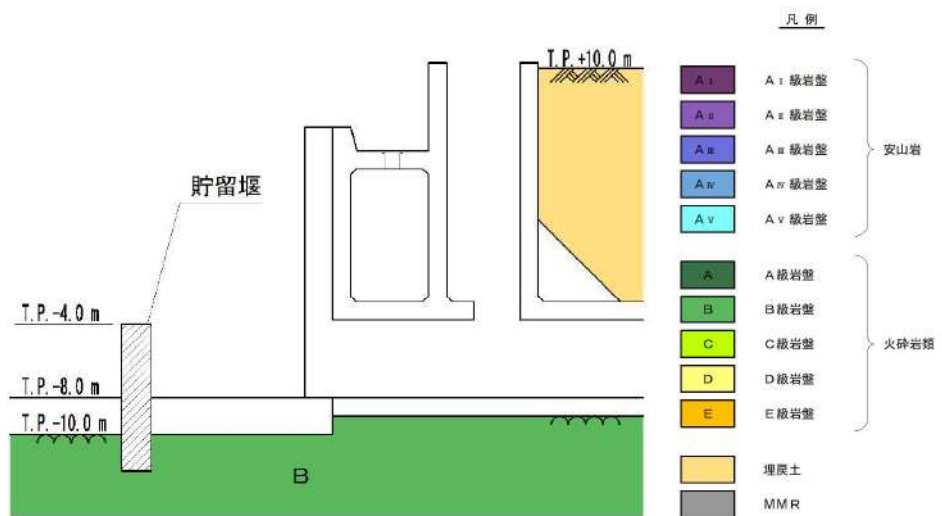 凡 例
T.P.+10.0 m
AⅠ AⅠ級岩盤
AⅡ AⅡ級岩盤
AⅢ AⅢ級岩盤
AⅣ AⅣ級岩盤
AⅤ AⅤ級岩盤
安山岩
貯留堰
A A級岩盤
B B級岩盤
C C級岩盤
D D級岩盤
E E級岩盤
火砕岩類
T.P.-4.0 m
T.P.-8.0 m
T.P.-10.0 m
B
埋戻土
MMR